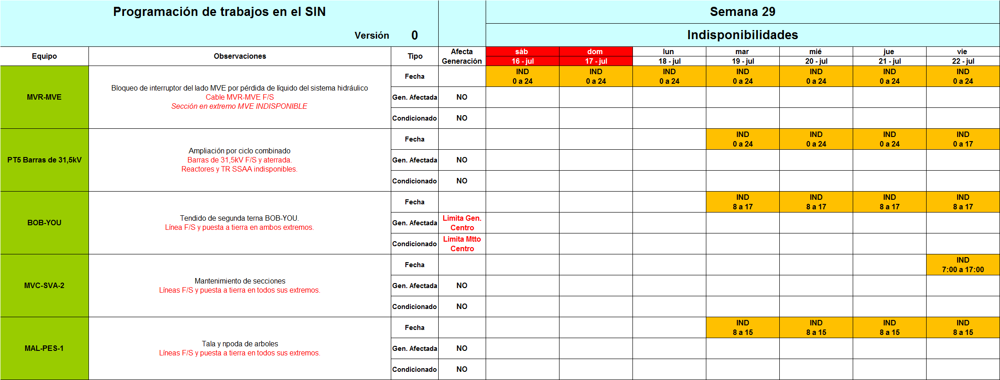 Programación de trabajos en el SIN
Versión 0
Semana 29
Indisponibilidades
Equipo Observaciones Tipo Afecta Generación sáb dom lun mar mié jue vie
16 - jul 17 - jul 18 - jul 19 - jul 20 - jul 21 - jul 22 - jul
MVR-MVE
Bloqueo de interruptor del lado MVE por pérdida de líquido del sistema hidráulico
Cable MVR-MVE F/S
Sección en extremo MVE INDISPONIBLE
Fecha
IND IND IND IND IND IND IND
0 a 24 0 a 24 0 a 24 0 a 24 0 a 24 0 a 24 0 a 24
Gen. Afectada NO
Condicionado NO
PT5 Barras de 31,5kV
Ampliación por ciclo combinado
Barras de 31,5kV F/S y aterrada.
Reactores y TR SSAA indisponibles.
Fecha
IND IND IND IND
0 a 24 0 a 24 0 a 24 0 a 17
Gen. Afectada NO
Condicionado NO
BOB-YOU
Tendido de segunda terna BOB-YOU.
Línea F/S y puesta a tierra en ambos extremos.
Fecha
IND IND IND IND
8 a 17 8 a 17 8 a 17 8 a 17
Gen. Afectada Limita Gen. Centro
Condicionado Limita Mtto Centro
MVC-SVA-2
Mantenimiento de secciones
Líneas F/S y puesta a tierra en todos sus extremos.
Fecha
IND
7:00 a 17:00
Gen. Afectada NO
Condicionado NO
MAL-PES-1
Tala y npoda de arboles
Líneas F/S y puesta a tierra en todos sus extremos.
Fecha
IND IND IND IND
8 a 15 8 a 15 8 a 15 8 a 15
Gen. Afectada NO
Condicionado NO